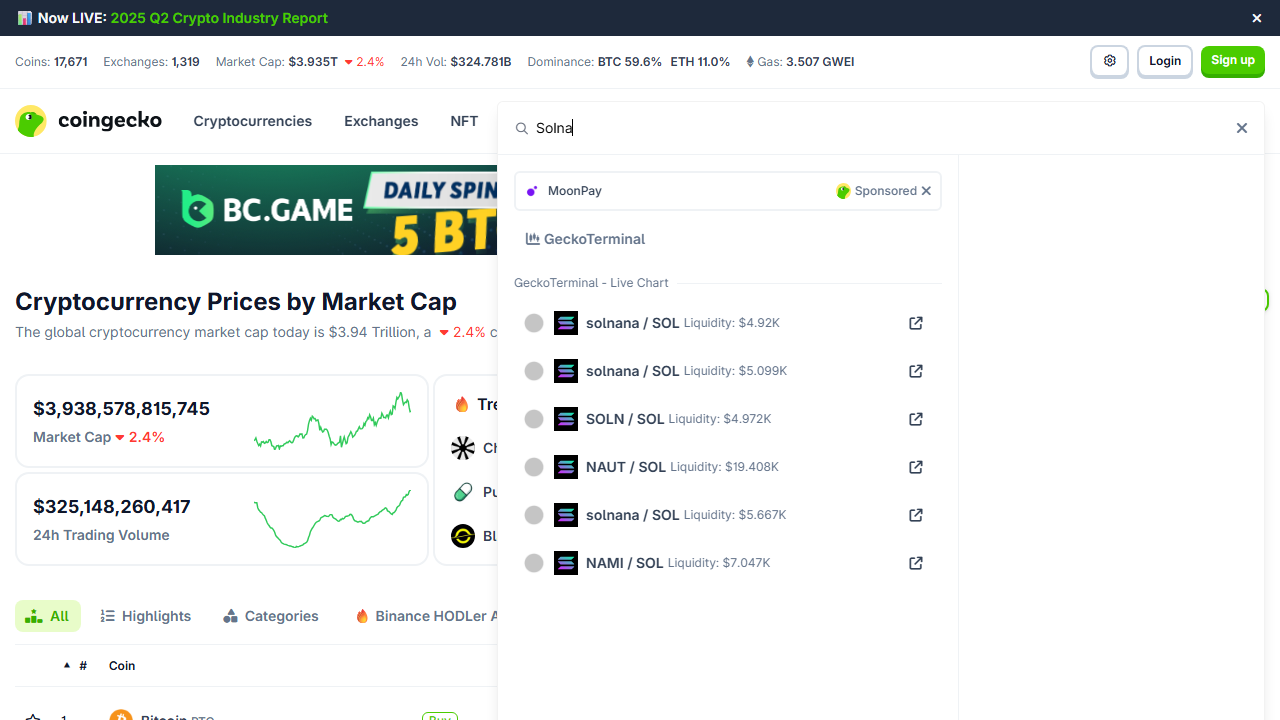 Now LIVE: 2025 Q2 Crypto Industry Report
Coins: 17,671 Exchanges: 1,319 Market Cap: $3.935T 2.4% 24h Vol: $324.781B Dominance: BTC 59.6% ETH 11.0% Gas: 3.507 GWEI
Login
Sign up
coingecko
Cryptocurrencies
Exchanges
NFT
Solna
BC.GAME
DAILY SPIN
5 BT
MoonPay
Sponsored
GeckoTerminal
GeckoTerminal - Live Chart
solnana / SOL Liquidity: $4.92K
solnana / SOL Liquidity: $5.099K
SOLN / SOL Liquidity: $4.972K
NAUT / SOL Liquidity: $19.408K
solnana / SOL Liquidity: $5.667K
NAMI / SOL Liquidity: $7.047K
Cryptocurrency Prices by Market Cap
The global cryptocurrency market cap today is $3.94 Trillion, a 2.4% c
$3,938,578,815,745
Market Cap 2.4%
$325,148,260,417
24h Trading Volume
Tre
Ch
Pu
Bl
All
Highlights
Categories
Binance HODLer A
# Coin
1 Bitcoin BTC Buy